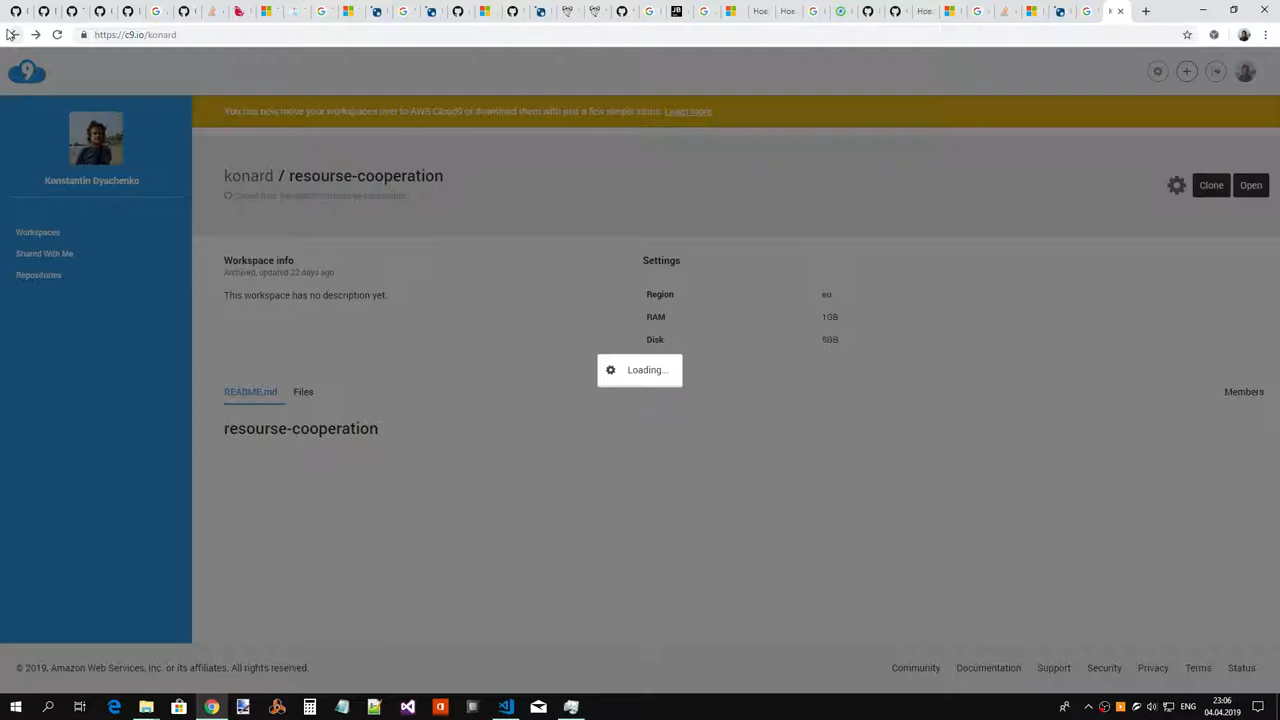 https://c9.io/konard
You can now move your workspaces over to AWS Cloud9 or download them with just a few simple steps. Learn more
Konstantin Dyachenko
Workspaces
Shared With Me
Repositories
konard / resourse-cooperation
Cloned from
Clone
Open
Workspace info
Archived, updated 22 days ago
This workspace has no description yet.
Settings
Region eu
RAM 1GB
Disk 5GB
Loading...
README.md Files Members
resourse-cooperation
© 2019, Amazon Web Services, Inc. or its affiliates. All rights reserved.
Community Documentation Support Security Privacy Terms Status
ENG
23:06
04.04.2019